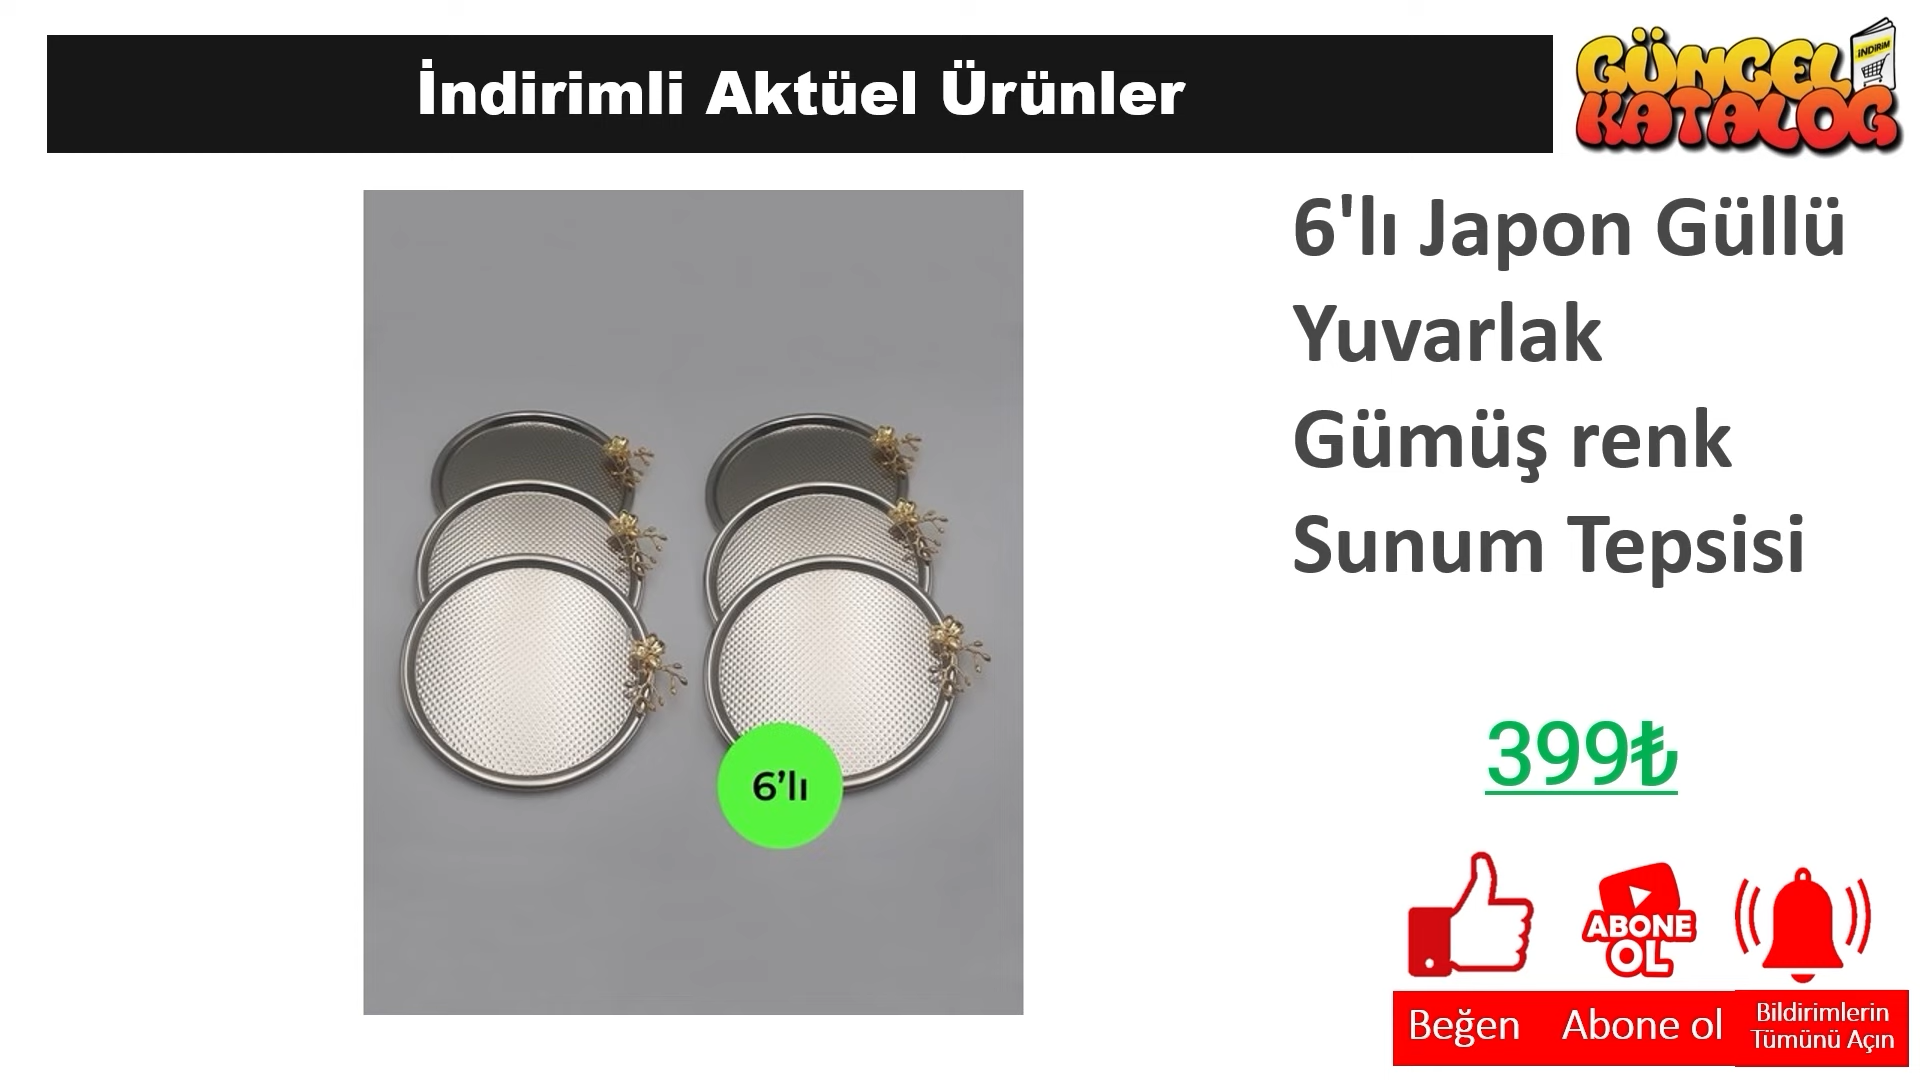 İndirimli Aktüel Ürünler
GÜNCEL
İNDİRİM
KATALOG
6'lı Japon Güllü
Yuvarlak
Gümüş renk
Sunum Tepsisi
6'lı
399₺
ABONE
OL
Beğen
Abone ol
Bildirimlerin
Tümünü Açın